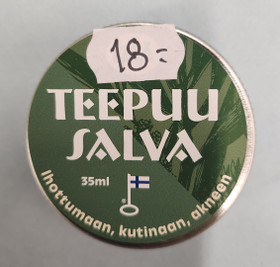 18:-
TEEPUU
SALVA
35ml
Ihottumaan, kutinaan, akneen